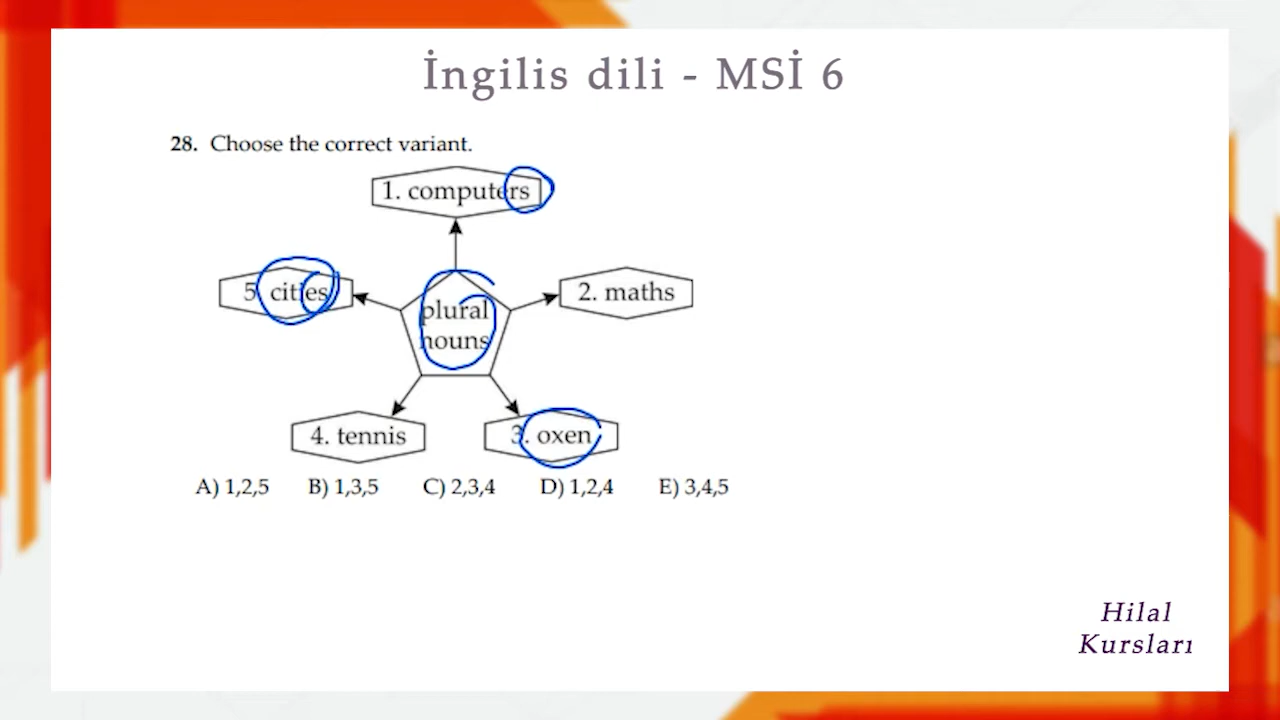 İngilis dili - MSİ 6
28. Choose the correct variant.
1. computers
5. cities
plural
nouns
2. maths
4. tennis
3. oxen
A) 1,2,5 B) 1,3,5 C) 2,3,4 D) 1,2,4 E) 3,4,5
Hilal
Kursları